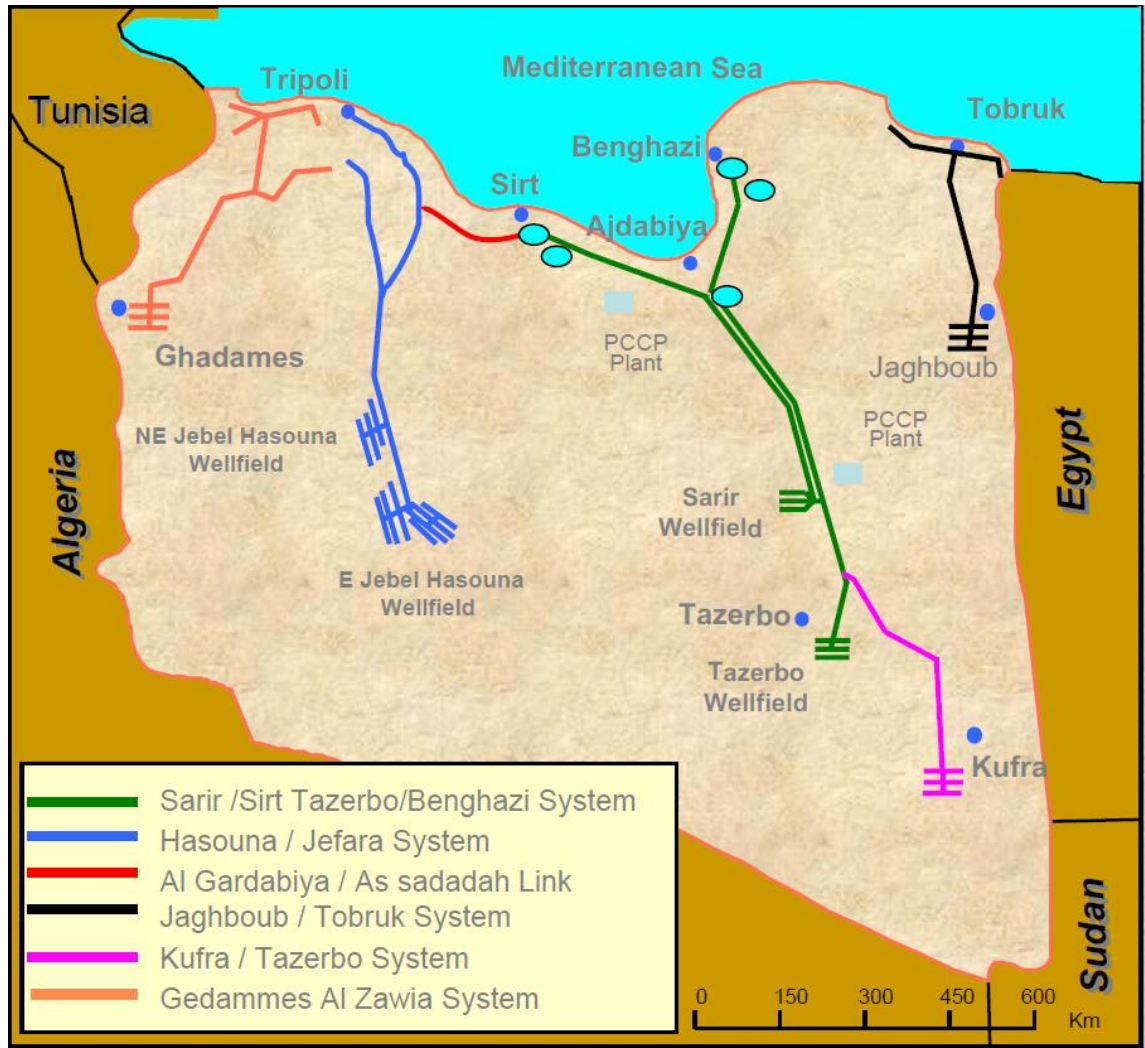 Mediterranean Sea
Tripoli
Tunisia
Tobruk
Benghazi
Sirt
Ajdabiya
PCCP
Plant
Ghadames
Jaghboub
NE Jebel Hasouna
Wellfield
PCCP
Plant
Algeria
Egypt
Sarir
Wellfield
E Jebel Hasouna
Wellfield
Tazerbo
Tazerbo
Wellfield
Kufra
Sarir /Sirt Tazerbo/Benghazi System
Hasouna / Jefara System
Al Gardabiya / As sadadah Link
Jaghboub / Tobruk System
Kufra / Tazerbo System
Gedammes Al Zawia System
Sudan
0 150 300 450 600
Km